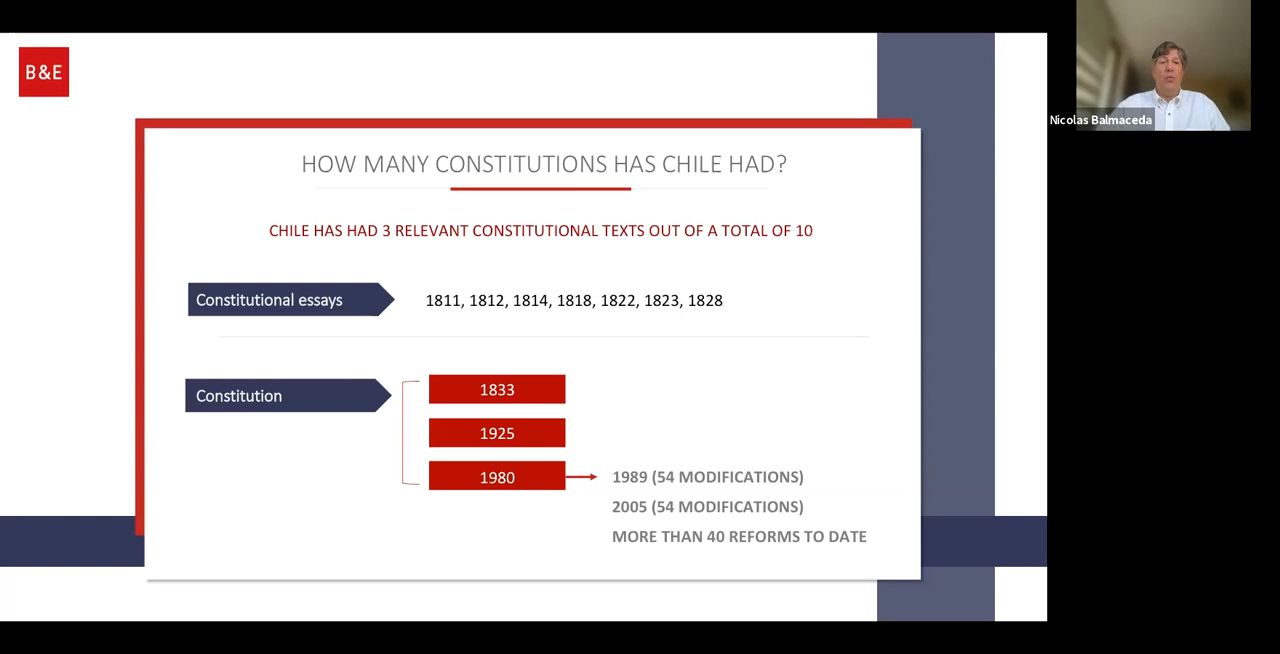 B&E
Nicolas Balmaceda
HOW MANY CONSTITUTIONS HAS CHILE HAD?
CHILE HAS HAD 3 RELEVANT CONSTITUTIONAL TEXTS OUT OF A TOTAL OF 10
Constitutional essays
1811, 1812, 1814, 1818, 1822, 1823, 1828
Constitution
1833
1925
1980
1989 (54 MODIFICATIONS)
2005 (54 MODIFICATIONS)
MORE THAN 40 REFORMS TO DATE